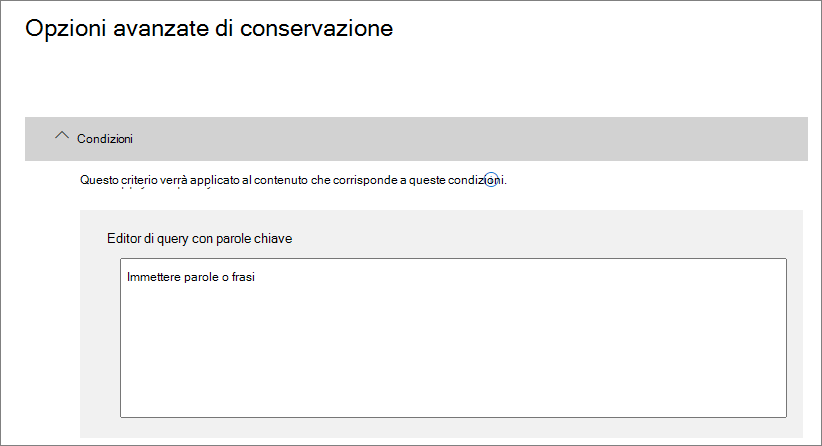 Opzioni avanzate di conservazione
Condizioni
Questo criterio verrà applicato al contenuto che corrisponde a queste condizioni.
Editor di query con parole chiave
Immettere parole o frasi